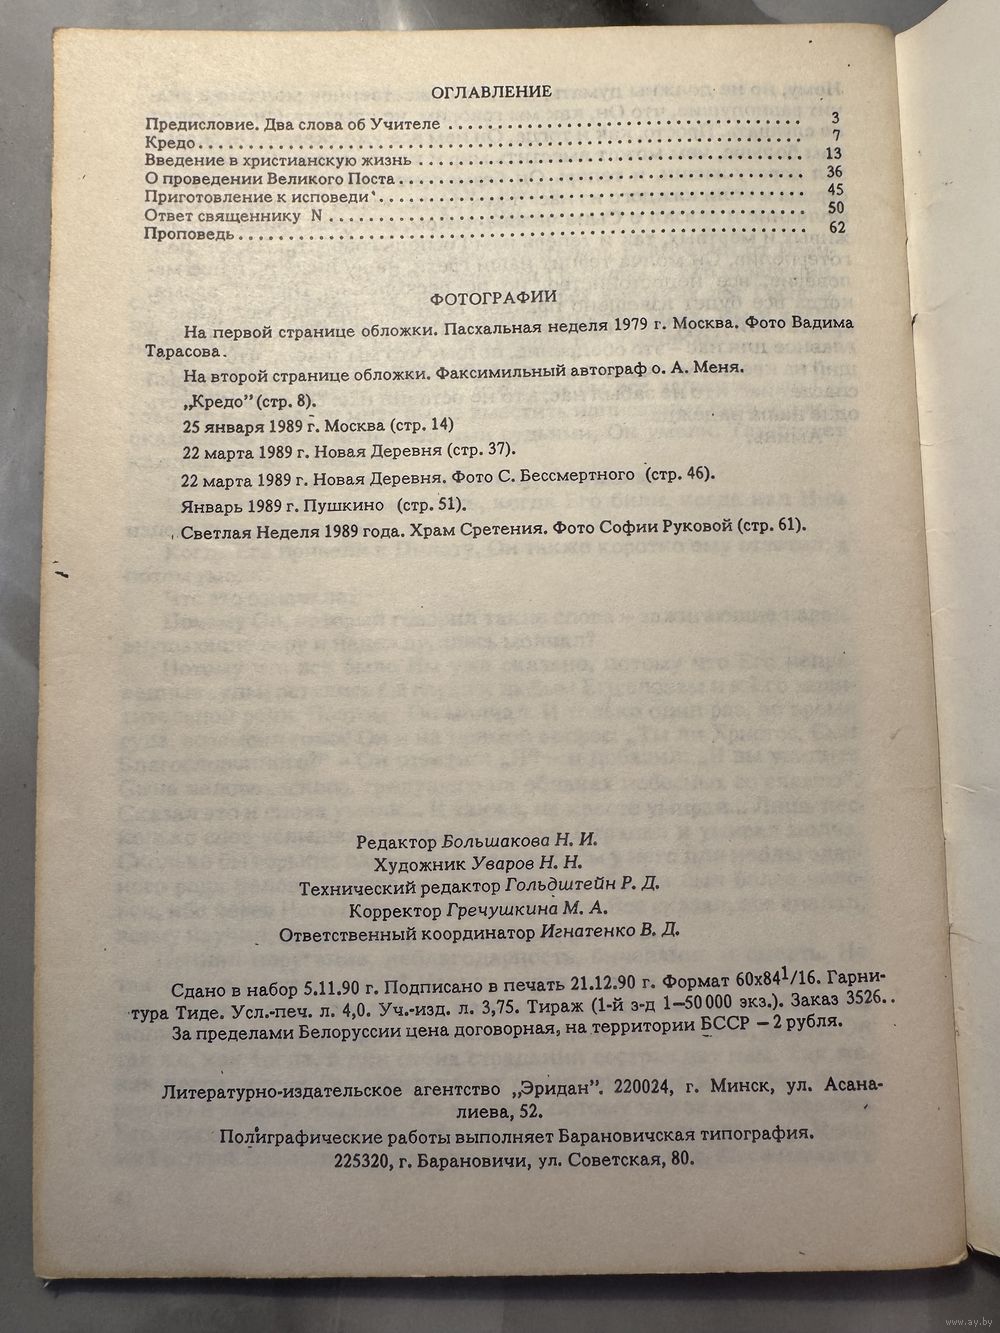 ОГЛАВЛЕНИЕ
Предисловие. Два слова об Учителе . . . . . . . . . . . . . . . . . . . . . . . . . . . . . 3
Кредо. . . . . . . . . . . . . . . . . . . . . . . . . . . . . . . . . . . . . . . . . . . . . . . . 7
Введение в христианскую жизнь . . . . . . . . . . . . . . . . . . . . . . . . . . . . . . . 13
О проведении Великого Поста. . . . . . . . . . . . . . . . . . . . . . . . . . . . . . . . . 36
Приготовление к исповеди . . . . . . . . . . . . . . . . . . . . . . . . . . . . . . . . . . . 45
Ответ священнику N . . . . . . . . . . . . . . . . . . . . . . . . . . . . . . . . . . . . . . 50
Проповедь. . . . . . . . . . . . . . . . . . . . . . . . . . . . . . . . . . . . . . . . . . . . . 62
ФОТОГРАФИИ
На первой странице обложки. Пасхальная неделя 1979 г. Москва. Фото Вадима
Тарасова.
На второй странице обложки. Факсимильный автограф о. А. Меня.
„Кредо” (стр. 8).
25 января 1989 г. Москва (стр. 14)
22 марта 1989 г. Новая Деревня (стр. 37).
22 марта 1989 г. Новая Деревня. Фото С. Бессмертного (стр. 46).
Январь 1989 г. Пушкино (стр. 51).
Светлая Неделя 1989 года. Храм Сретения. Фото Софии Руковой (стр. 61).
Редактор Большакова Н. И.
Художник Уваров Н. Н.
Технический редактор Гольдштейн Р. Д.
Корректор Гречушкина М. А.
Ответственный координатор Игнатенко В. Д.
Сдано в набор 5.11.90 г. Подписано в печать 21.12.90 г. Формат 60x84¹/16. Гарни-
тура Тиде. Усл.-печ. л. 4,0. Уч.-изд. л. 3,75. Тираж (1-й з-д 1–50 000 экз.). Заказ 3526..
За пределами Белоруссии цена договорная, на территории БССР – 2 рубля.
Литературно-издательское агентство „Эридан”. 220024, г. Минск, ул. Асана-
лиева, 52.
Полиграфические работы выполняет Барановичская типография.
225320, г. Барановичи, ул. Советская, 80.
www.ay.by